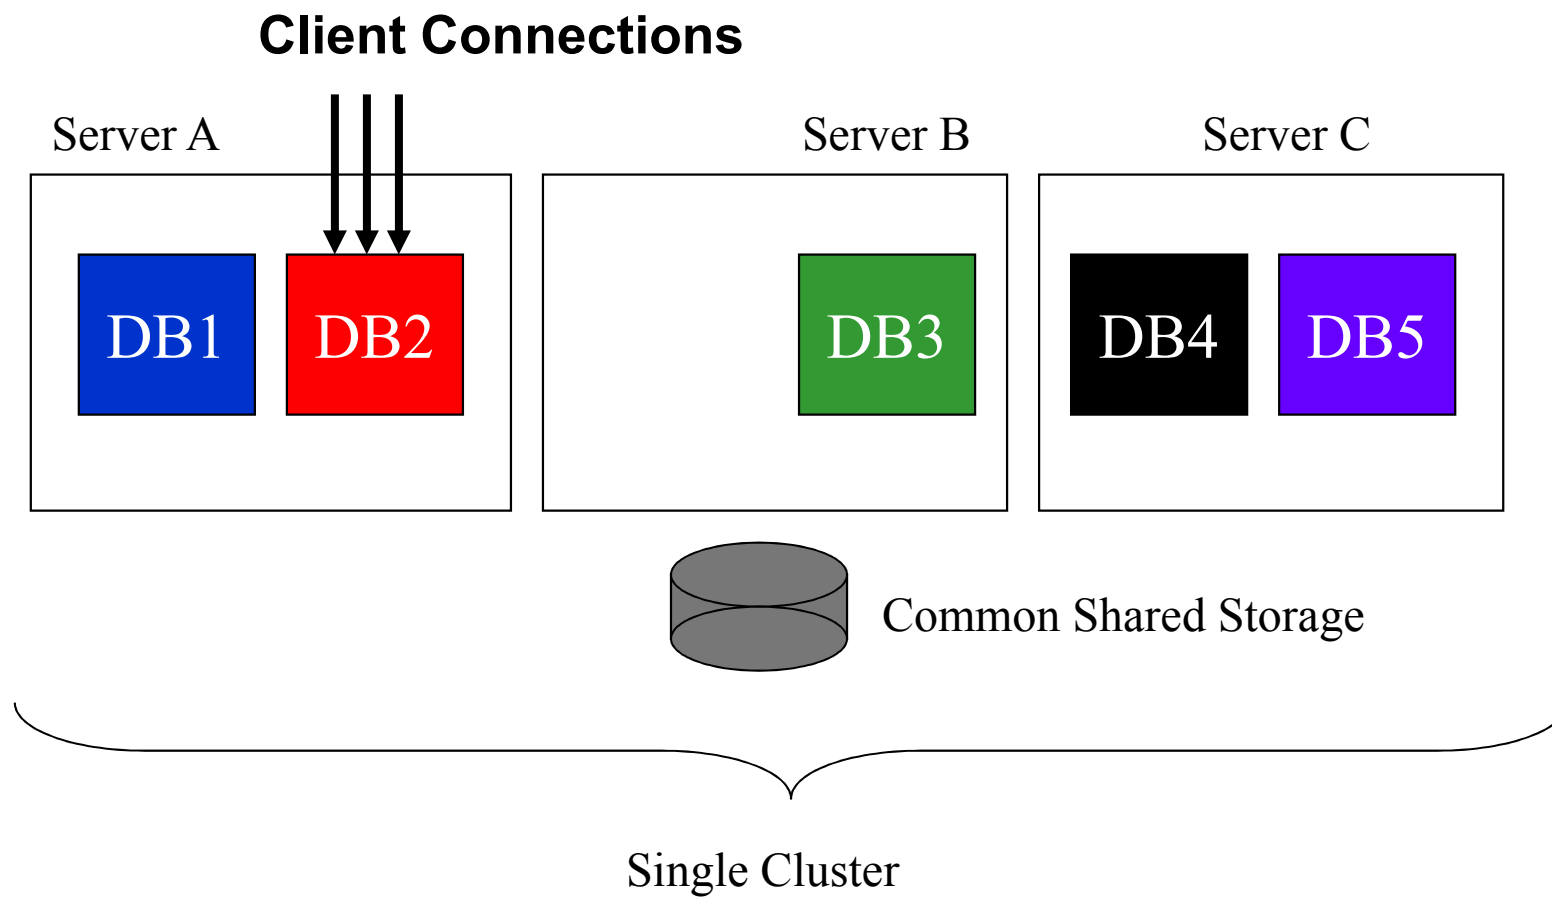 Client Connections
Server A
Server B
Server C
DB1
DB2
DB3
DB4
DB5
Common Shared Storage
Single Cluster